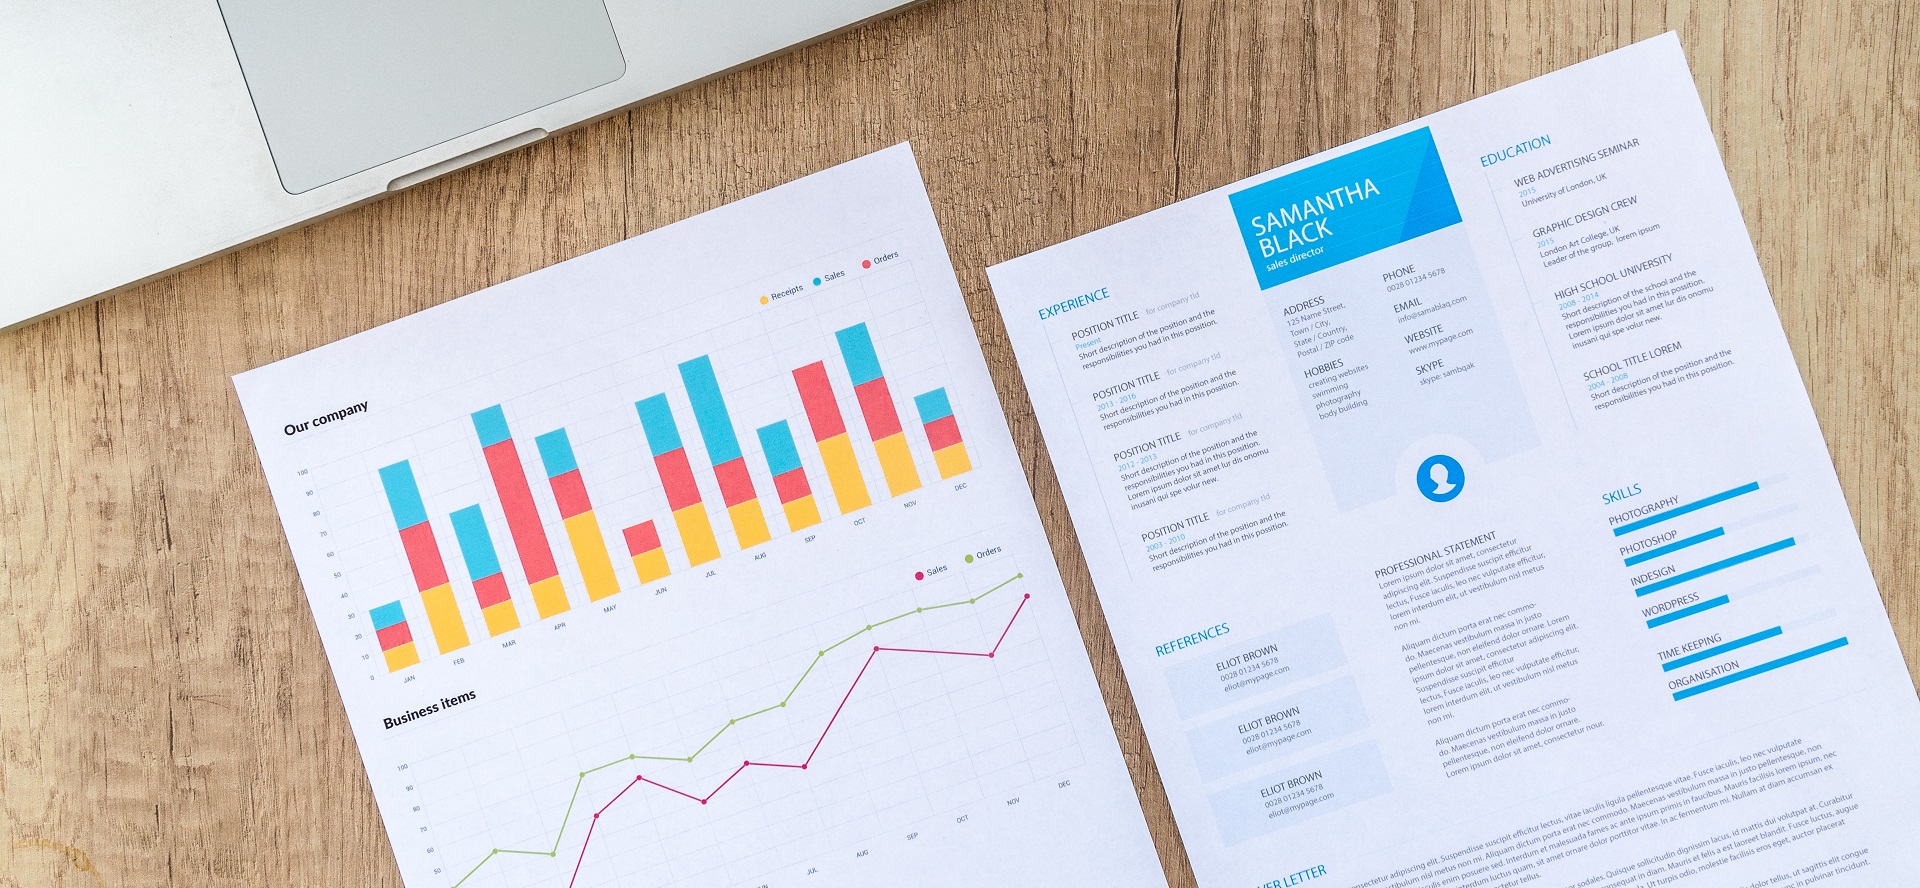 Our company
Receipts
Sales
Orders
100
90
80
70
60
50
40
30
20
10
0
JAN
FEB
MAR
APR
MAY
JUN
JUL
AUG
SEP
OCT
NOV
DEC
Business items
Sales
Orders
100
90
80
70
60
50
JUL
AUG
SEP
OCT
NOV
DEC
SAMANTHA
BLACK
sales director
EXPERIENCE
POSITION TITLE for company tld
Present
Short description of the position and the
responsibilities you had in this possition.
POSITION TITLE for company tld
2013 - 2016
Short description of the position and the
responsibilities you had in this possition.
POSITION TITLE for company tld
2012 - 2013
Short description of the position and the
responsibilities you had in this possition.
Lorem ipsum dolor sit amet lur dis onomu
inusani qui spe volur new.
POSITION TITLE for company tld
2003 - 2010
Short description of the position and the
responsibilities you had in this possition.
ADDRESS
125 Name Street,
Town / City,
State / Country,
Postal / ZIP code
HOBBIES
creating websites
swimming
photography
body building
PHONE
0028 01234 5678
EMAIL
info@samablaq.com
WEBSITE
www.mypage.com
SKYPE
skype: sambqak
EDUCATION
WEB ADVERTISING SEMINAR
2015
University of London, UK
GRAPHIC DESIGN CREW
2015
London Art College, UK
Leader of the group, lorem ipsum
HIGH SCHOOL UNIVERSITY
2008 - 2014
Short description of the school and the
responsibilities you had in this possition.
Lorem ipsum dolor sit amet lur dis onomu
inusani qui spe volur new.
SCHOOL TITLE LOREM
2004 - 2008
Short description of the position and the
responsibilities you had in this possition.
REFERENCES
ELIOT BROWN
0028 01234 5678
eliot@mypage.com
ELIOT BROWN
0028 01234 5678
eliot@mypage.com
ELIOT BROWN
0028 01234 5678
eliot@mypage.com
PROFESSIONAL STATEMENT
Lorem ipsum dolor sit amet, consectetur
adipiscing elit. Suspendisse suscipit efficitur
lectus, Fusce iaculis, leo nec vulputate efficitur,
lorem interdum elit, ut vestibulum nisl metus
non mi.
Aliquam dictum porta erat nec commo-
do. Maecenas vestibulum massa in justo
pellentesque, non eleifend dolor ornare. Lorem
ipsum dolor sit amet, consectetur adipiscing elit.
Suspendisse suscipit efficitur
lectus, Fusce iaculis, leo nec vulputate efficitur,
lorem interdum elit, ut vestibulum nisl metus
non mi.
Aliquam dictum porta erat nec commo-
do. Maecenas vestibulum massa in justo
pellentesque, non eleifend dolor ornare.
Lorem ipsum dolor sit amet, consectetur nour.
SKILLS
PHOTOGRAPHY
PHOTOSHOP
INDESIGN
WORDPRESS
TIME KEEPING
ORGANISATION
LETTER